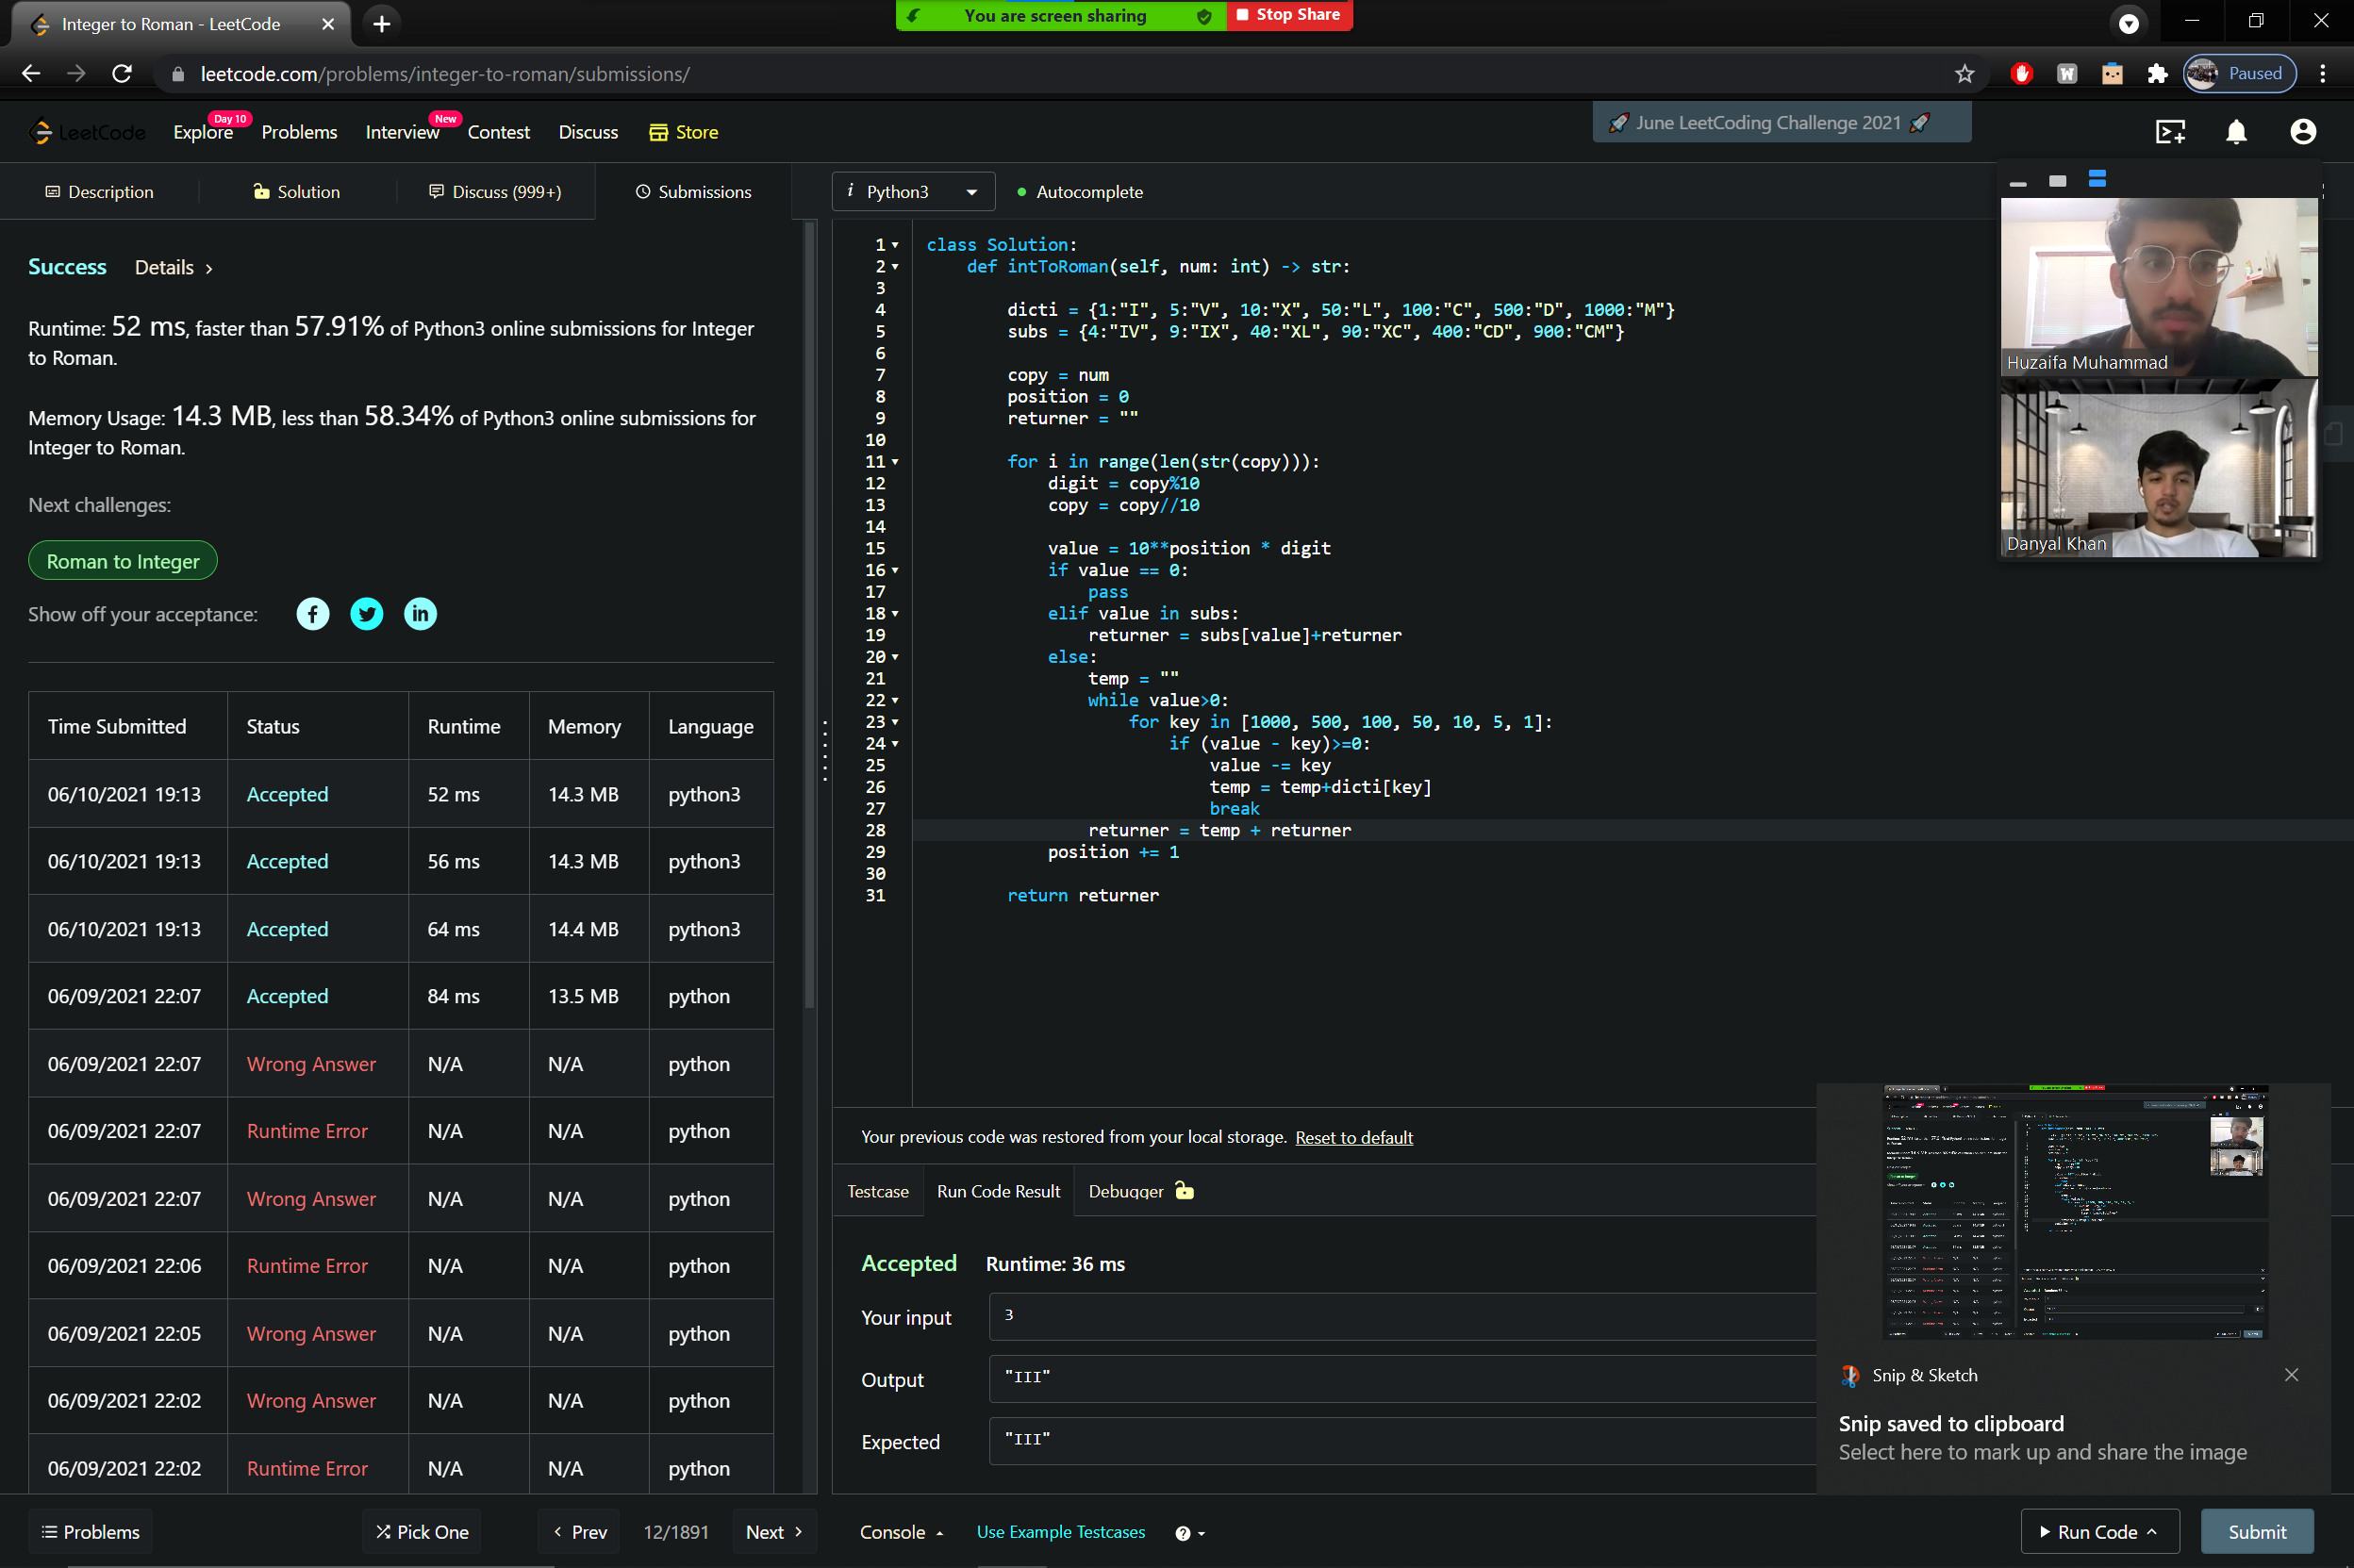 Integer to Roman - LeetCode
You are screen sharing
Stop Share
leetcode.com/problems/integer-to-roman/submissions/
Paused
LeetCode
Explore
Day 10
Problems
Interview
New
Contest
Discuss
Store
🚀 June LeetCoding Challenge 2021 🚀
Description
Solution
Discuss (999+)
Submissions
i Python3
Autocomplete
Success Details >
Runtime: 52 ms, faster than 57.91% of Python3 online submissions for Integer
to Roman.
Memory Usage: 14.3 MB, less than 58.34% of Python3 online submissions for
Integer to Roman.
Next challenges:
Roman to Integer
Show off your acceptance:
Time Submitted Status Runtime Memory Language
06/10/2021 19:13 Accepted 52 ms 14.3 MB python3
06/10/2021 19:13 Accepted 56 ms 14.3 MB python3
06/10/2021 19:13 Accepted 64 ms 14.4 MB python3
06/09/2021 22:07 Accepted 84 ms 13.5 MB python
06/09/2021 22:07 Wrong Answer N/A N/A python
06/09/2021 22:07 Runtime Error N/A N/A python
06/09/2021 22:07 Wrong Answer N/A N/A python
06/09/2021 22:06 Runtime Error N/A N/A python
06/09/2021 22:05 Wrong Answer N/A N/A python
06/09/2021 22:02 Wrong Answer N/A N/A python
06/09/2021 22:02 Runtime Error N/A N/A python
Problems
Pick One
< Prev
12/1891
Next >
1 class Solution:
2 def intToRoman(self, num: int) -> str:
3
4 dicti = {1:"I", 5:"V", 10:"X", 50:"L", 100:"C", 500:"D", 1000:"M"}
5 subs = {4:"IV", 9:"IX", 40:"XL", 90:"XC", 400:"CD", 900:"CM"}
6
7 copy = num
8 position = 0
9 returner = ""
10
11 for i in range(len(str(copy))):
12 digit = copy%10
13 copy = copy//10
14
15 value = 10**position * digit
16 if value == 0:
17 pass
18 elif value in subs:
19 returner = subs[value]+returner
20 else:
21 temp = ""
22 while value>0:
23 for key in [1000, 500, 100, 50, 10, 5, 1]:
24 if (value - key)>=0:
25 value -= key
26 temp = temp+dicti[key]
27 break
28 returner = temp + returner
29 position += 1
30
31 return returner
Huzaifa Muhammad
Danyal Khan
Your previous code was restored from your local storage. Reset to default
Testcase
Run Code Result
Debugger
Accepted Runtime: 36 ms
Your input 3
Output "III"
Expected "III"
Snip & Sketch
Snip saved to clipboard
Select here to mark up and share the image
Console
Use Example Testcases
Run Code
Submit